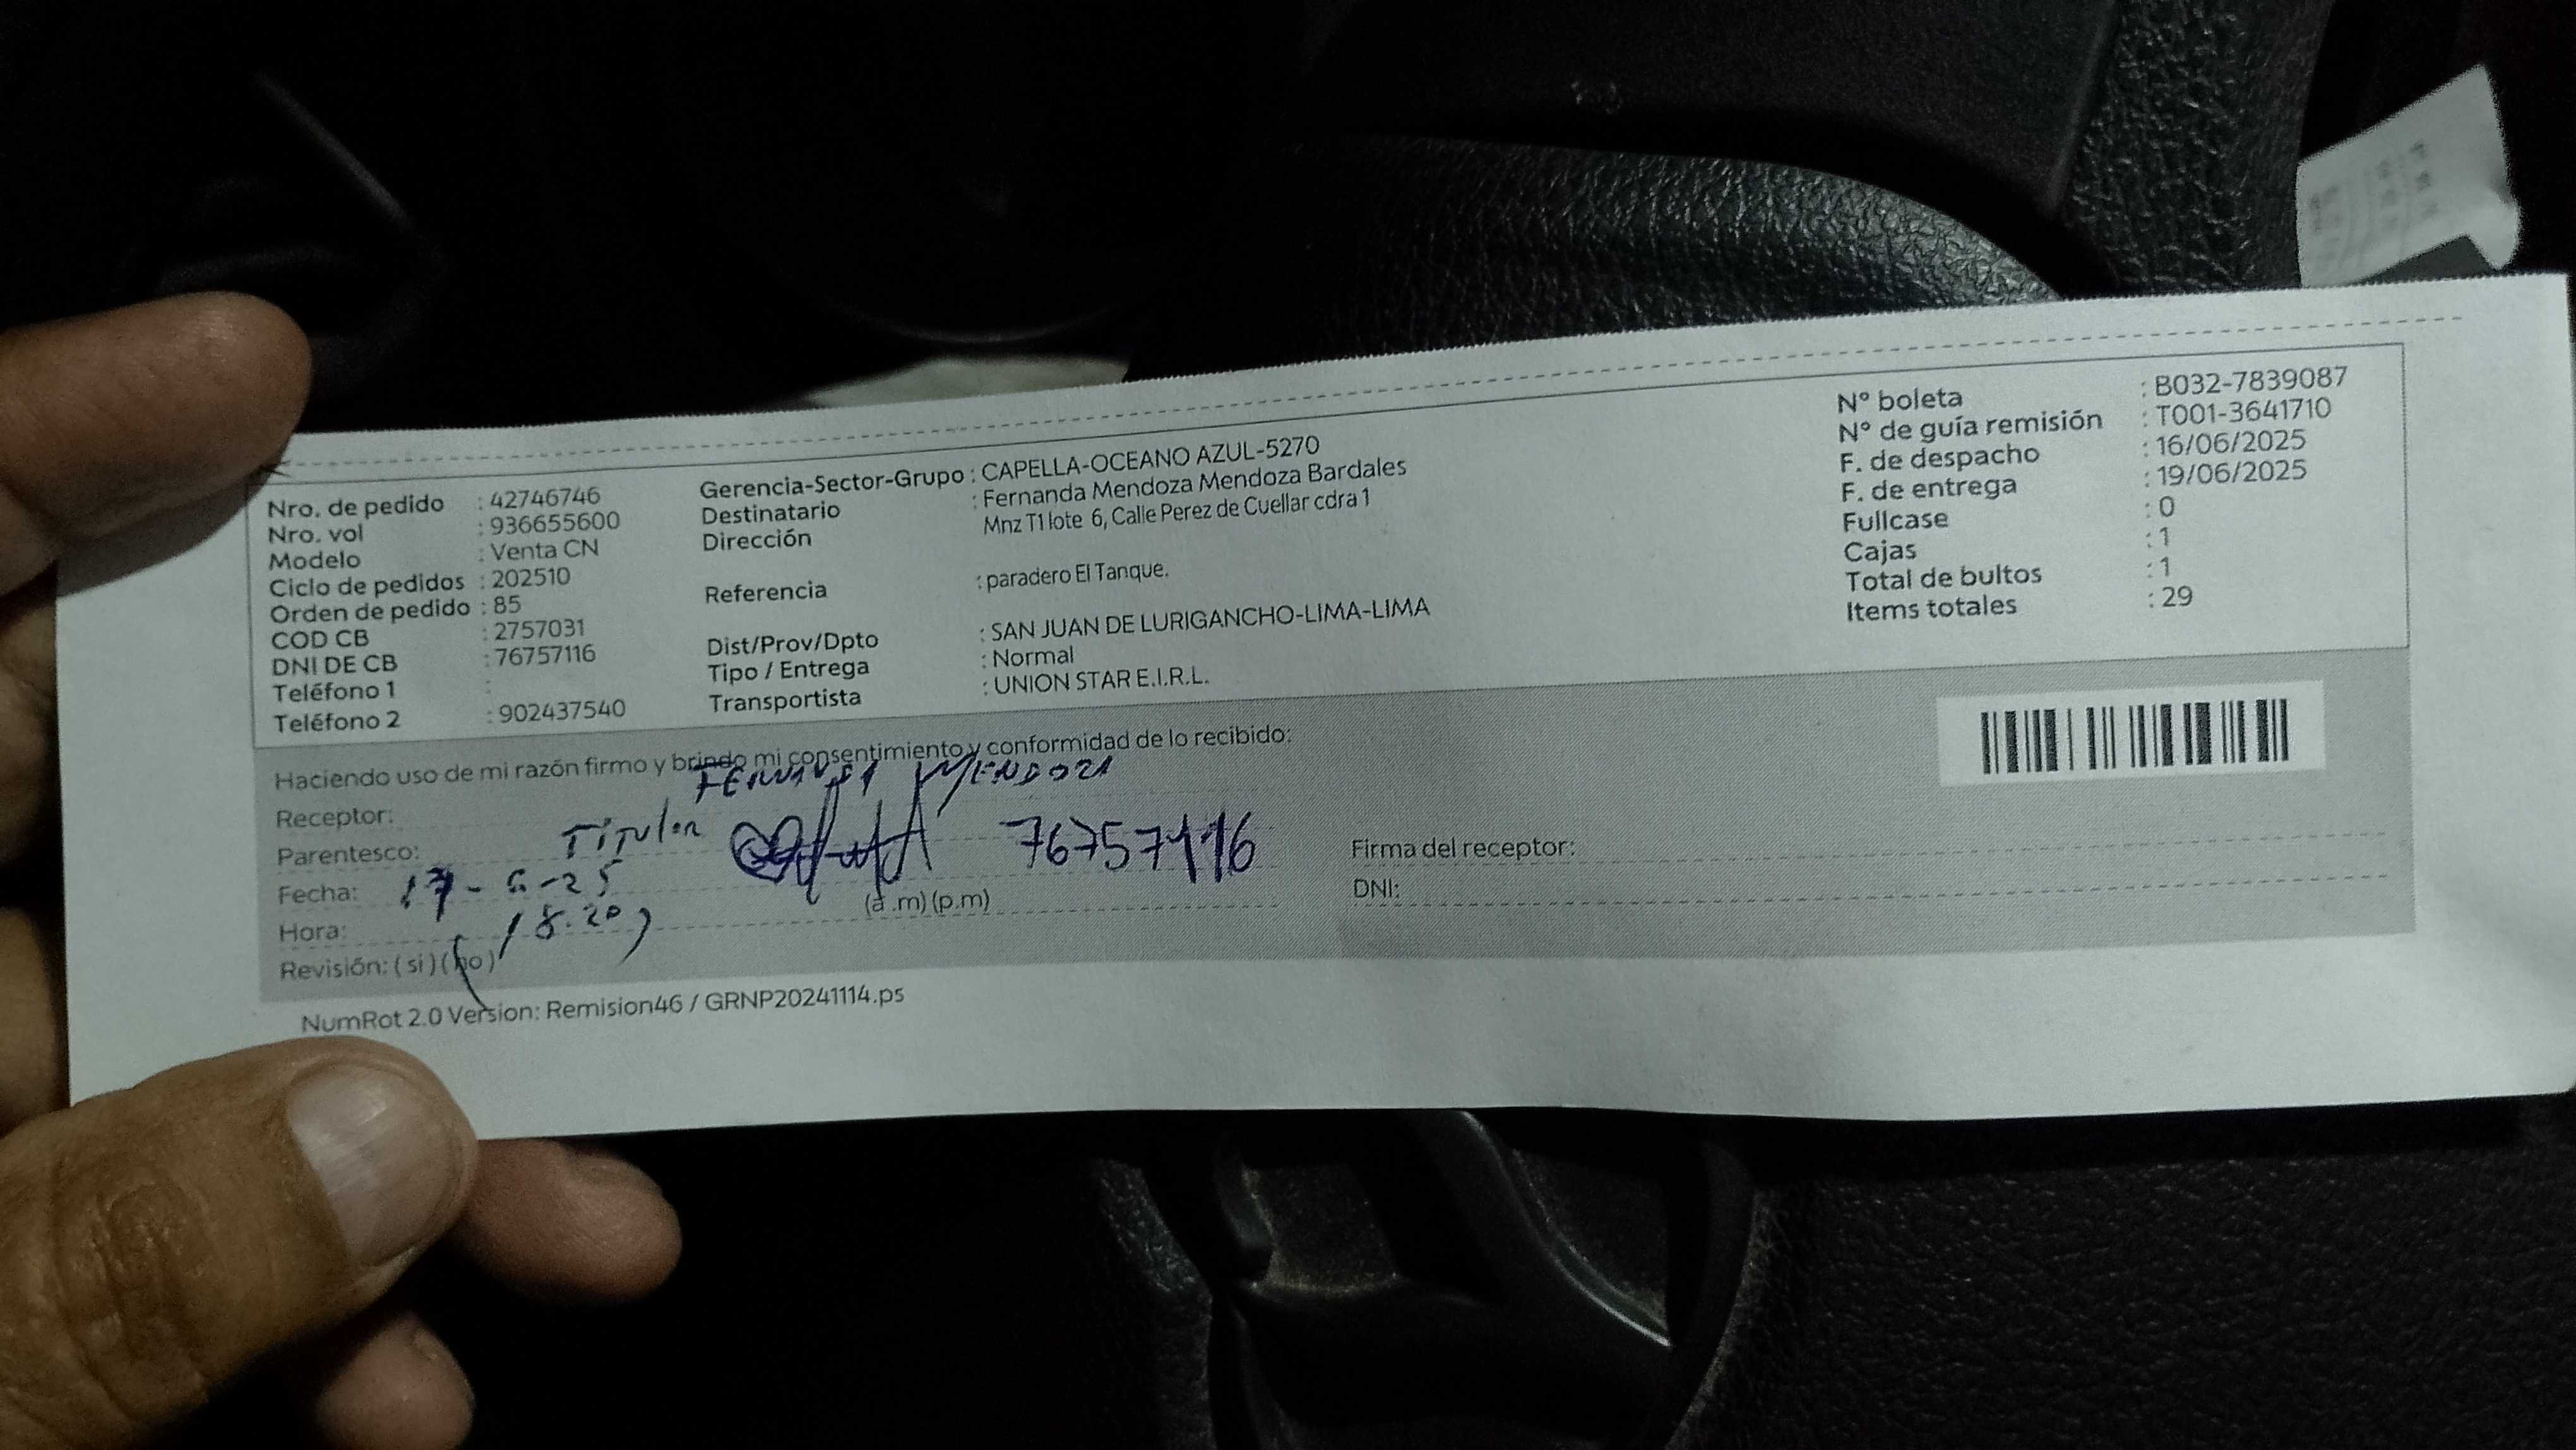 Nro. de pedido : 42746746
Nro. vol : 936655600
Modelo : Venta CN
Ciclo de pedidos : 202510
Orden de pedido : 85
COD CB : 2757031
DNI DE CB : 76757116
Teléfono 1 :
Teléfono 2 : 902437540
Gerencia-Sector-Grupo : CAPELLA-OCEANO AZUL-5270
Destinatario : Fernanda Mendoza Mendoza Bardales
Dirección Mnz T1 lote 6, Calle Perez de Cuellar cdra 1
Referencia : paradero El Tanque.
Dist/Prov/Dpto : SAN JUAN DE LURIGANCHO-LIMA-LIMA
Tipo / Entrega : Normal
Transportista : UNION STAR E.I.R.L.
N° boleta : B032-7839087
N° de guía remisión : T001-3641710
F. de despacho : 16/06/2025
F. de entrega : 19/06/2025
Fullcase : 0
Cajas : 1
Total de bultos : 1
Items totales : 29
Haciendo uso de mi razón firmo y brindo mi consentimiento y conformidad de lo recibido:
Receptor: MENDOZA
Parentesco: TiTulAR 76757116
Fecha: 17-6-25
Hora: 18:20 (a.m) (p.m)
Revisión: ( si ) ( no )
Firma del receptor:
DNI:
NumRot 2.0 Version: Remision46 / GRNP20241114.ps